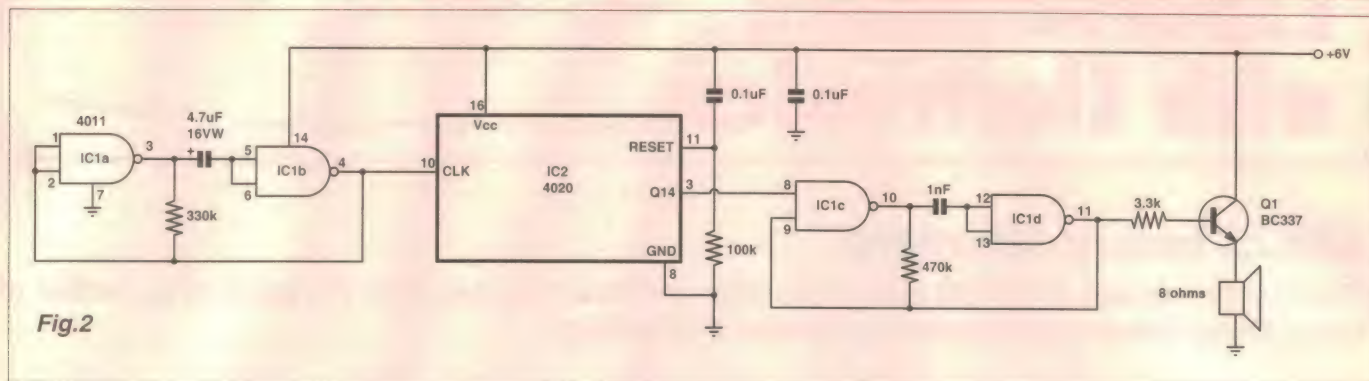 +6V
4011
1
2
3
IC1a
7
4.7uF
16VW
+
330k
14
5
6
IC1b
4
16
Vcc
10
CLK
IC2
4020
RESET
11
Q14
3
GND
8
0.1uF
0.1uF
100k
8
9
IC1c
10
1nF
470k
12
13
IC1d
11
3.3k
Q1
BC337
8 ohms
Fig.2